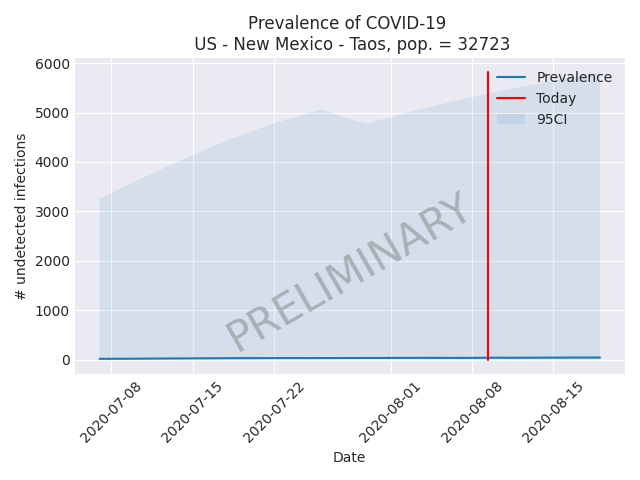 Prevalence of COVID-19
US - New Mexico - Taos, pop. = 32723
Prevalence
Today
95CI
6000
5000
4000
3000
2000
1000
0
# undetected infections
PRELIMINARY
2020-07-08
2020-07-15
2020-07-22
2020-08-01
2020-08-08
2020-08-15
Date